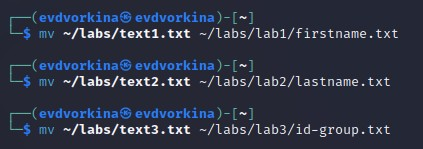 ┌──(evdvorkina㉿evdvorkina)-[~]
└─$ mv ~/labs/text1.txt ~/labs/lab1/firstname.txt
┌──(evdvorkina㉿evdvorkina)-[~]
└─$ mv ~/labs/text2.txt ~/labs/lab2/lastname.txt
┌──(evdvorkina㉿evdvorkina)-[~]
└─$ mv ~/labs/text3.txt ~/labs/lab3/id-group.txt